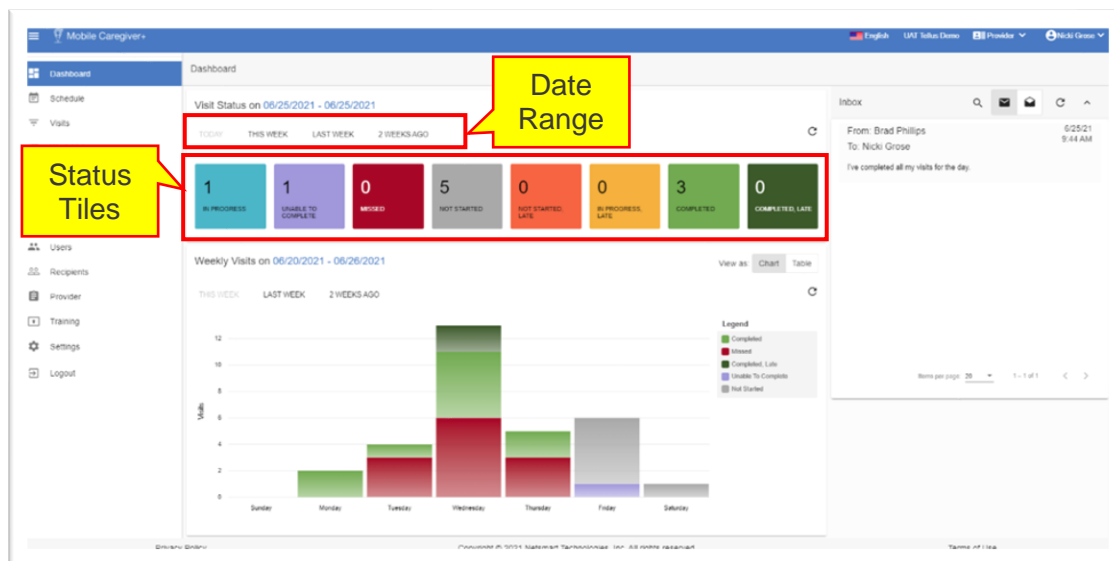 Mobile Caregiver+
English UAT Tellus Demo Provider Nicki Grose
Dashboard
Schedule
Visits
Users
Recipients
Provider
Training
Settings
Logout
Dashboard
Date
Range
Status
Tiles
Visit Status on 06/25/2021 - 06/25/2021
TODAY THIS WEEK LAST WEEK 2 WEEKS AGO
1
IN PROGRESS
1
UNABLE TO
COMPLETE
0
MISSED
5
NOT STARTED
0
NOT STARTED,
LATE
0
IN PROGRESS,
LATE
3
COMPLETED
0
COMPLETED, LATE
Weekly Visits on 06/20/2021 - 06/26/2021
View as Chart Table
THIS WEEK LAST WEEK 2 WEEKS AGO
Visits
12
10
8
6
4
2
0
Sunday Monday Tuesday Wednesday Thursday Friday Saturday
Legend
Completed
Missed
Completed, Late
Unable To Complete
Not Started
Inbox
From: Brad Phillips 6/25/21
To: Nicki Grose 9:44 AM
I've completed all my visits for the day.
Items per page: 20 1 – 1 of 1
Privacy Policy Copyright © 2021 Netsmart Technologies, Inc. All rights reserved Terms of Use